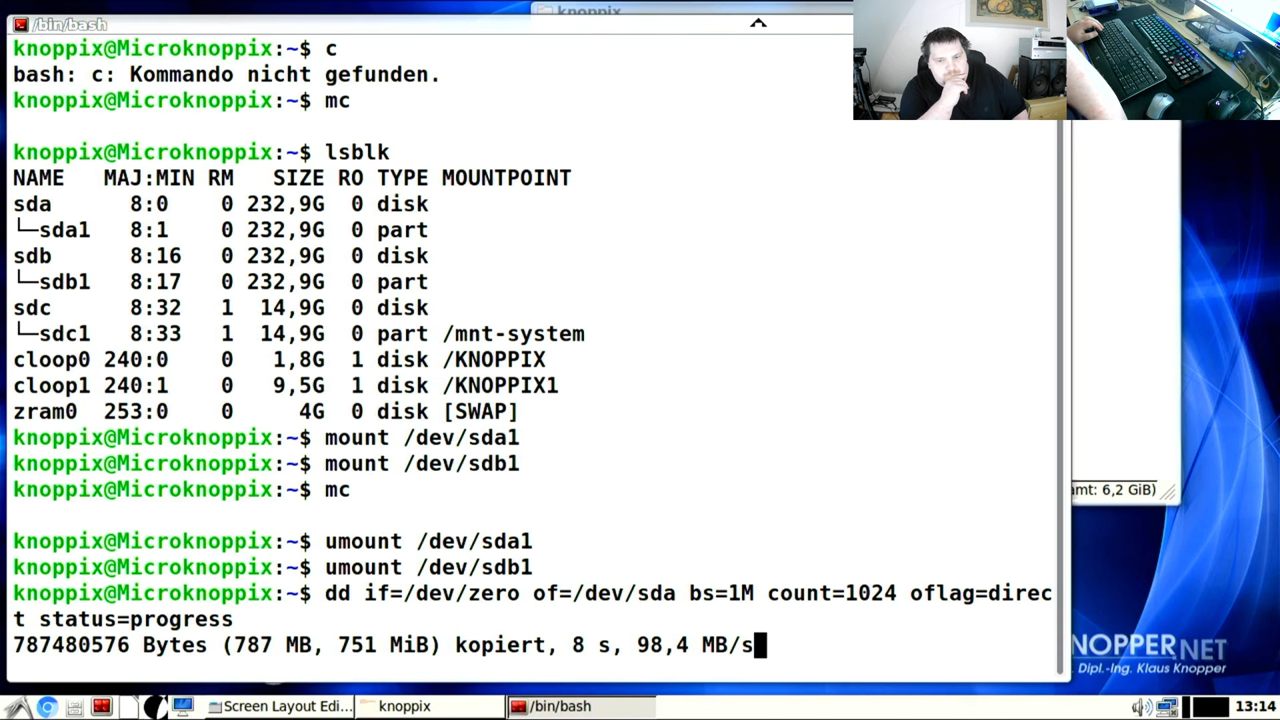 knoppix
/bin/bash
knoppix@Microknoppix:~$ c
bash: c: Kommando nicht gefunden.
knoppix@Microknoppix:~$ mc
knoppix@Microknoppix:~$ lsblk
NAME   MAJ:MIN RM   SIZE RO TYPE MOUNTPOINT
sda      8:0    0 232,9G  0 disk
└─sda1   8:1    0 232,9G  0 part
sdb      8:16   0 232,9G  0 disk
└─sdb1   8:17   0 232,9G  0 part
sdc      8:32   1  14,9G  0 disk
└─sdc1   8:33   1  14,9G  0 part /mnt-system
cloop0 240:0    0   1,8G  1 disk /KNOPPIX
cloop1 240:1    0   9,5G  1 disk /KNOPPIX1
zram0  253:0    0     4G  0 disk [SWAP]
knoppix@Microknoppix:~$ mount /dev/sda1
knoppix@Microknoppix:~$ mount /dev/sdb1
knoppix@Microknoppix:~$ mc
amt: 6,2 GiB)
knoppix@Microknoppix:~$ umount /dev/sda1
knoppix@Microknoppix:~$ umount /dev/sdb1
knoppix@Microknoppix:~$ dd if=/dev/zero of=/dev/sda bs=1M count=1024 oflag=direc
t status=progress
787480576 Bytes (787 MB, 751 MiB) kopiert, 8 s, 98,4 MB/s
NOPPER.NET
Dipl.-Ing. Klaus Knopper
Screen Layout Edi...
knoppix
/bin/bash
13:14